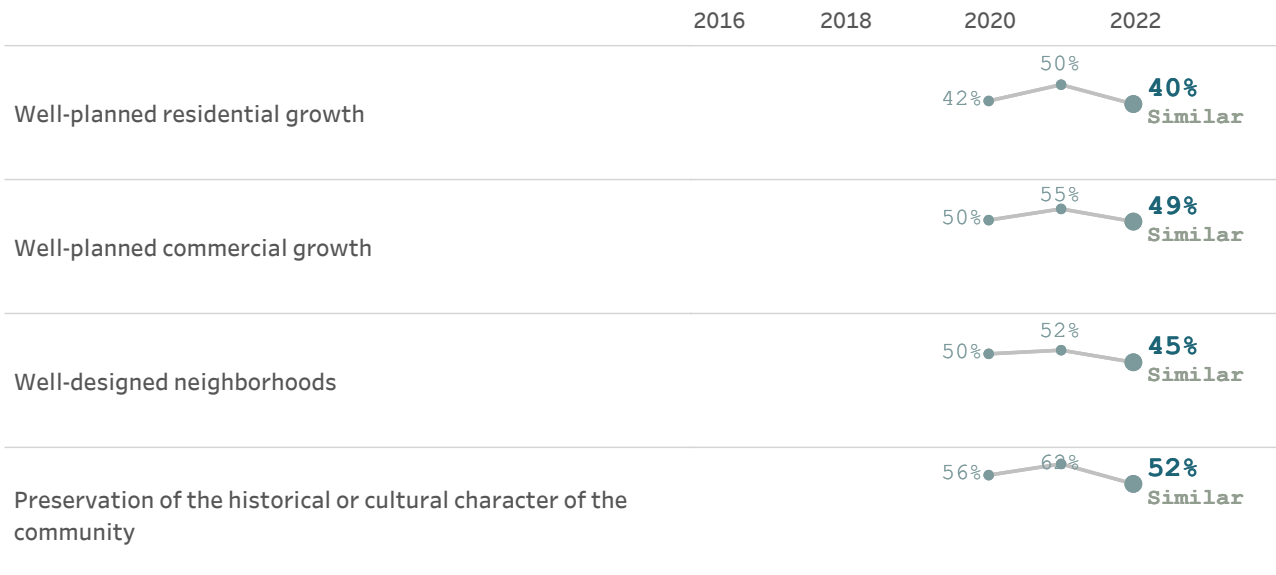 2016 2018 2020 2022
50%
42% 40%
Similar
Well-planned residential growth
55%
50% 49%
Similar
Well-planned commercial growth
52%
50% 45%
Similar
Well-designed neighborhoods
62%
56% 52%
Similar
Preservation of the historical or cultural character of the
community